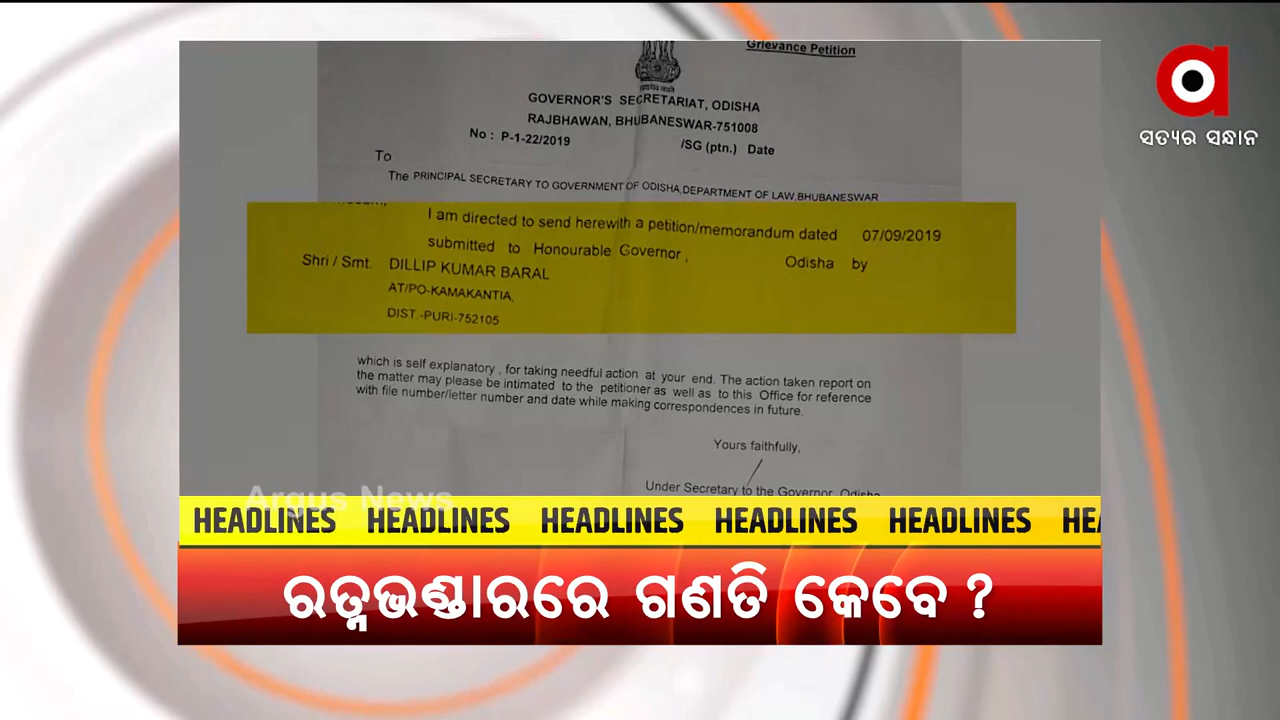 Grievance Petition
GOVERNOR'S SECRETARIAT, ODISHA
RAJBHAWAN, BHUBANESWAR-751008
No : P-1-22/2019 /SG (ptn.) Date
To
The PRINCIPAL SECRETARY TO GOVERNMENT OF ODISHA,DEPARTMENT OF LAW,BHUBANESWAR
I am directed to send herewith a petition/memorandum dated 07/09/2019
submitted to Honourable Governor , Odisha by
Shri / Smt. DILLIP KUMAR BARAL
AT/PO-KAMAKANTIA,
DIST.-PURI-752105
which is self explanatory , for taking needful action at your end. The action taken report on
the matter may please be intimated to the petitioner as well as to this Office for reference
with file number/letter number and date while making correspondences in future.
Yours faithfully,
Under Secretary to the Governor, Odisha
ସତ୍ୟର ସନ୍ଧାନ
Argus News
HEADLINES HEADLINES HEADLINES HEADLINES HEADLINES HEA
ରତ୍ନଭଣ୍ଡାରରେ ଗଣତି କେବେ ?